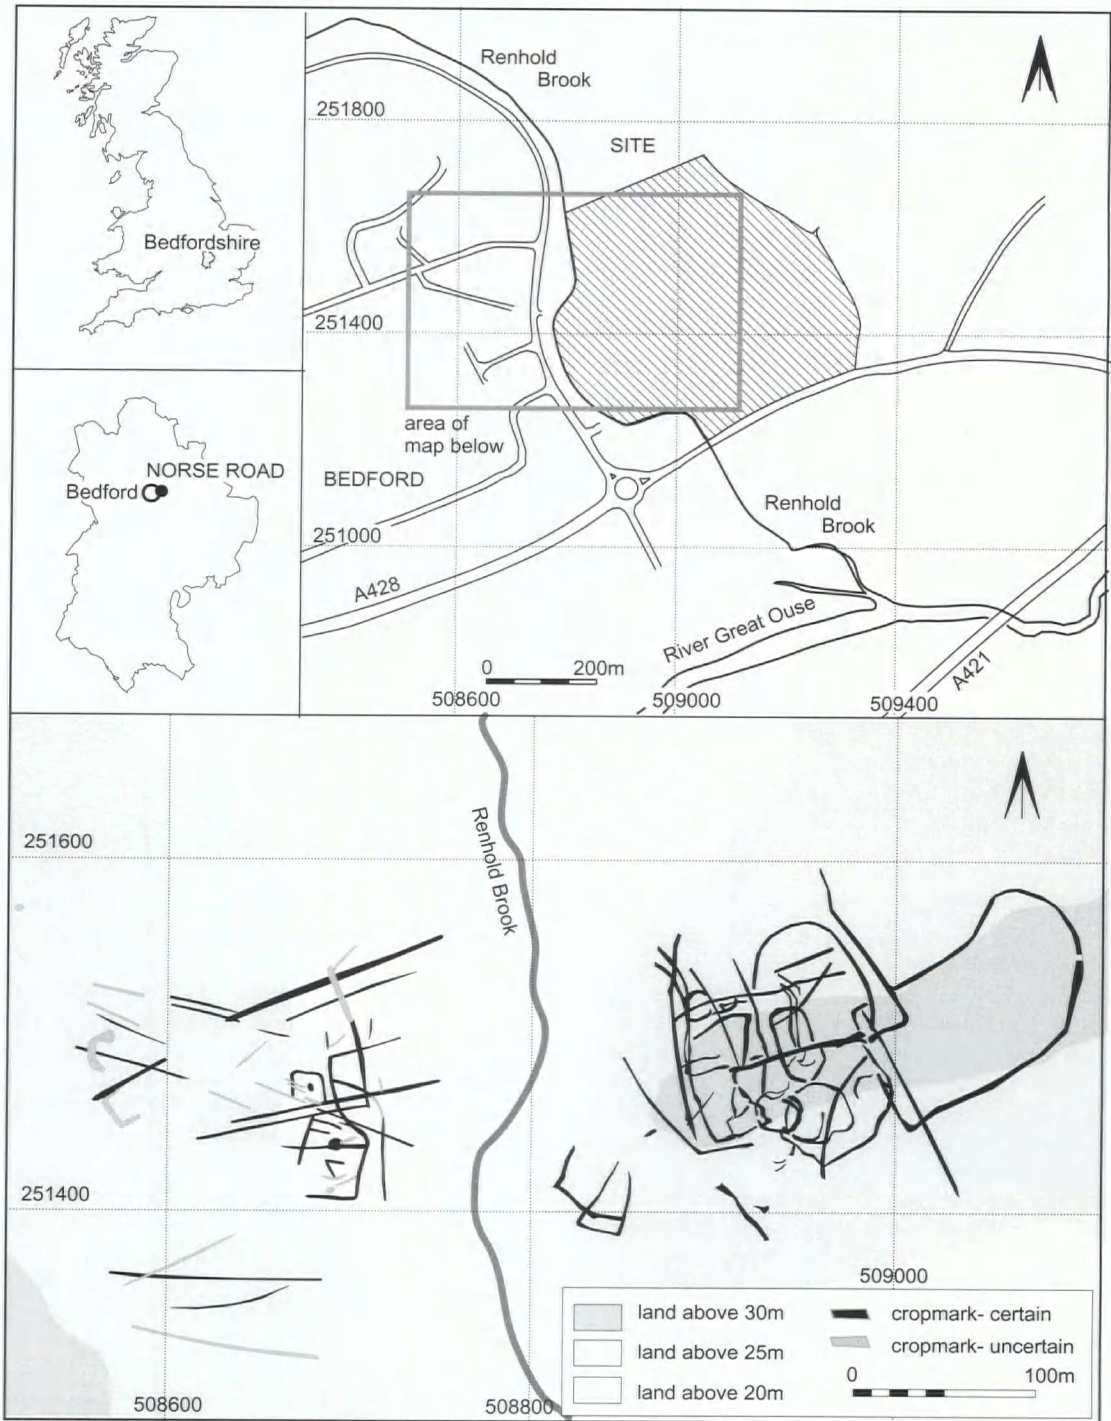 Bedfordshire
Bedford
NORSE ROAD
Renhold
Brook
251800
SITE
251400
area of
map below
BEDFORD
251000
A428
Renhold
Brook
River Great Ouse
A421
0 200m
508600
509000
509400
251600
Renhold Brook
251400
509000
508600
508800
land above 30m
land above 25m
land above 20m
cropmark- certain
cropmark- uncertain
0 100m